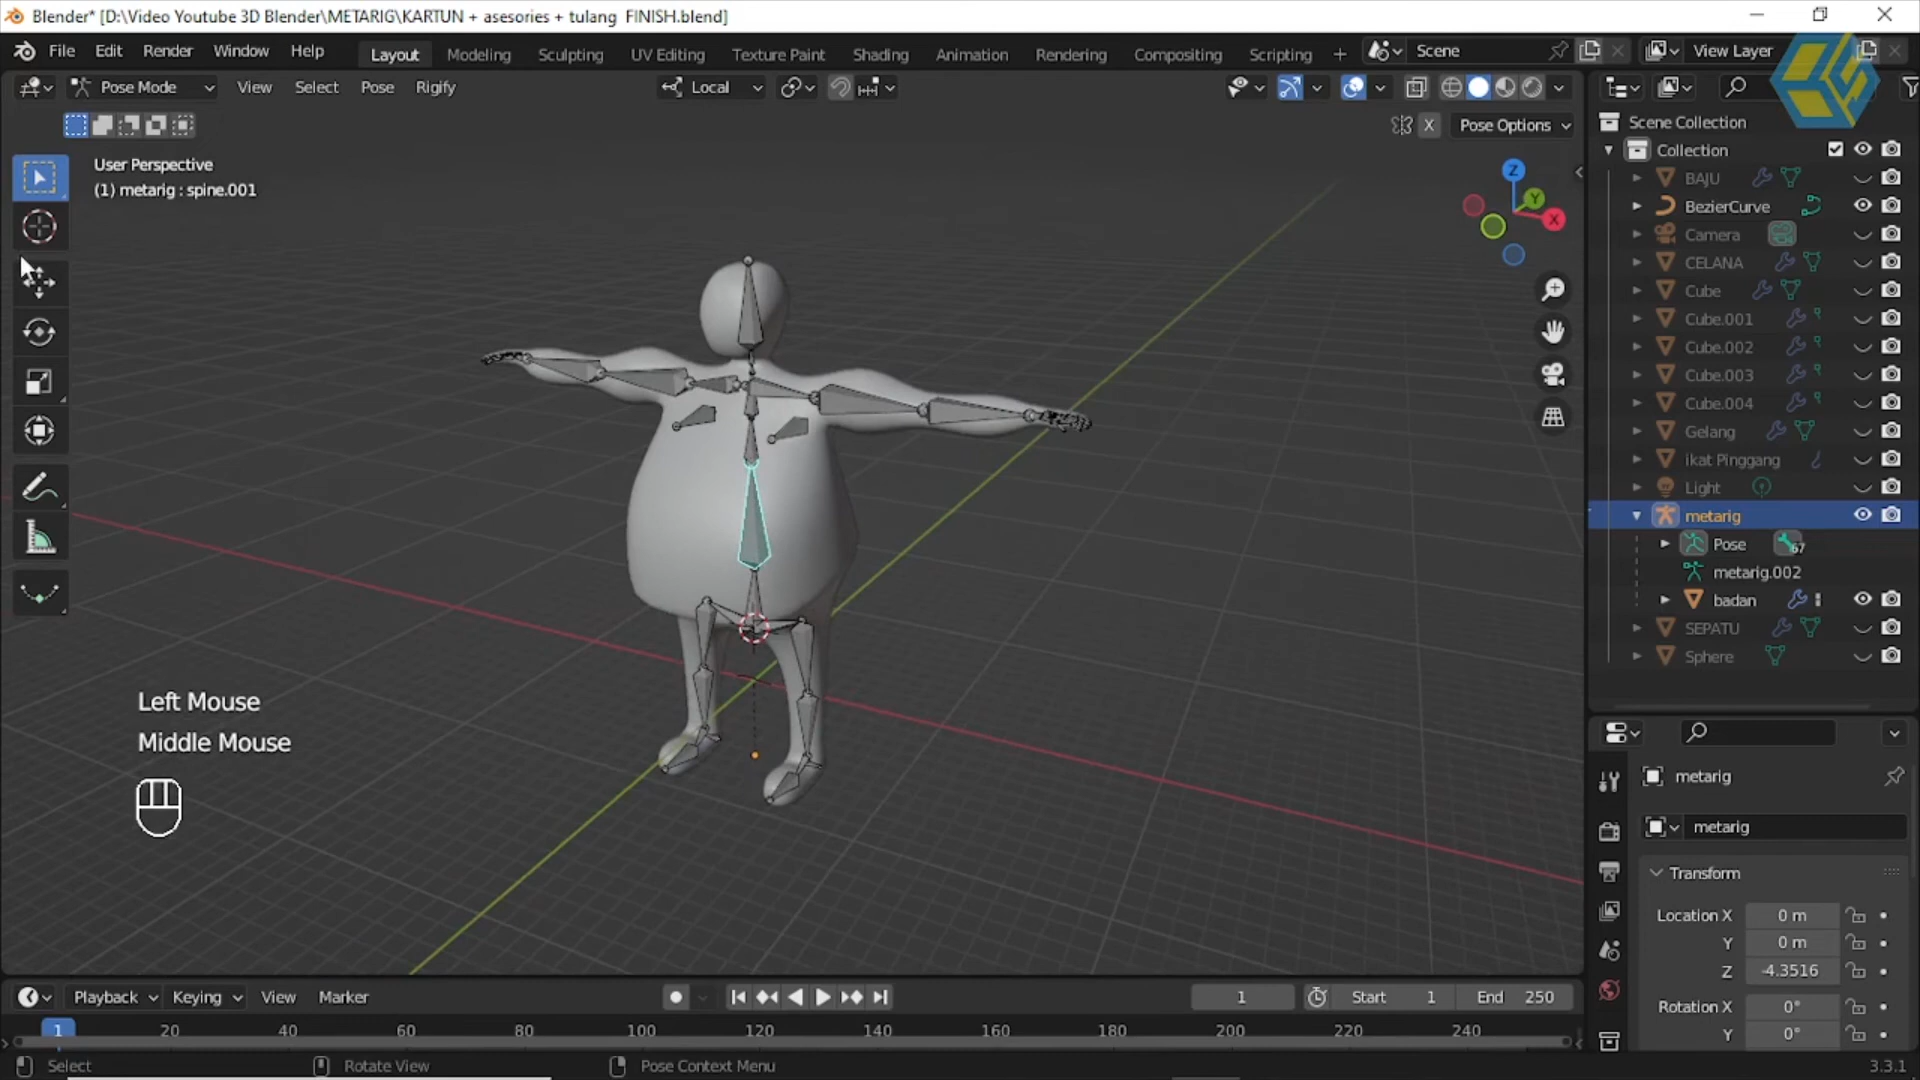 Blender* [D:\Video Youtube 3D Blender\METARIG\KARTUN + asesories + tulang  FINISH.blend]
File Edit Render Window Help
Layout Modeling Sculpting UV Editing Texture Paint Shading Animation Rendering Compositing Scripting +
Scene
View Layer
Pose Mode View Select Pose Rigify
Local
X
Pose Options
User Perspective
(1) metarig : spine.001
Z
Y
X
Scene Collection
Collection
BAJU
BezierCurve
Camera
CELANA
Cube
Cube.001
Cube.002
Cube.003
Cube.004
Gelang
ikat Pinggang
Light
metarig
Pose 67
metarig.002
badan
SEPATU
Sphere
Left Mouse
Middle Mouse
metarig
metarig
Transform
Location X 0 m
Y 0 m
Z -4.3516
Rotation X 0°
Y 0°
Playback Keying View Marker
1
Start 1
End 250
1 20 40 60 80 100 120 140 160 180 200 220 240
Select
Rotate View
Pose Context Menu
3.3.1